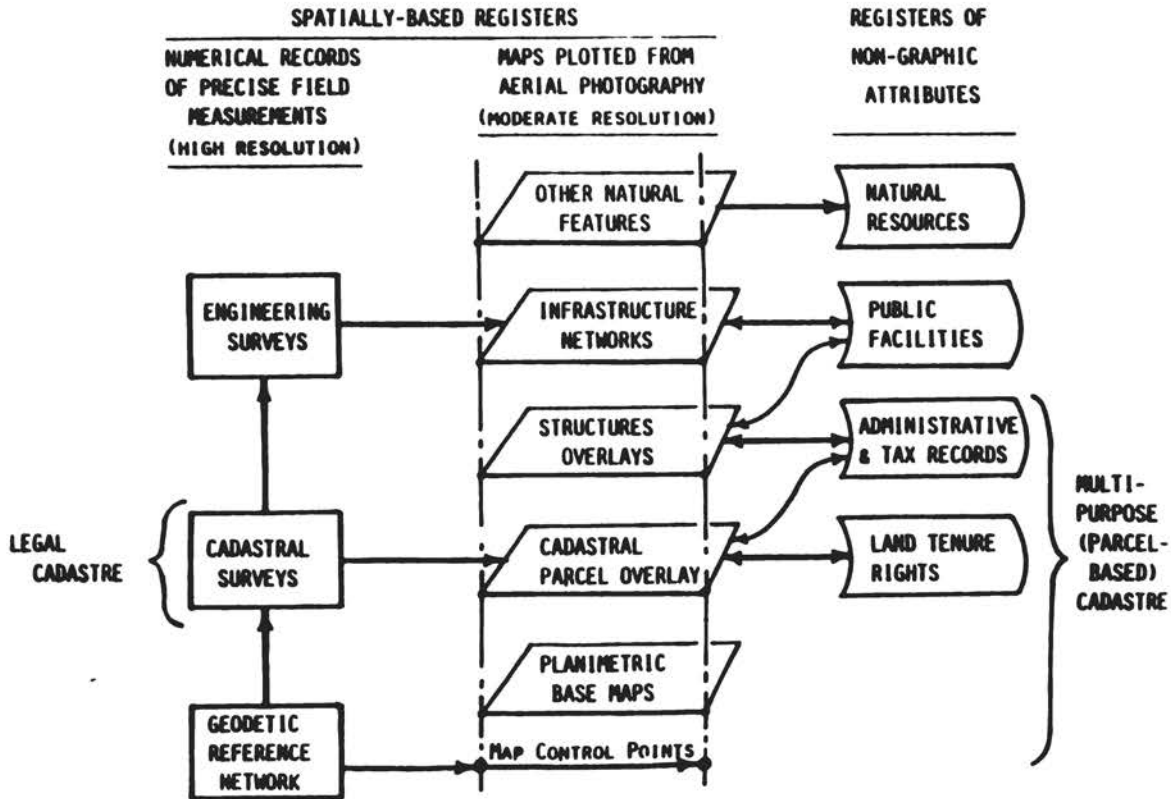 SPATIALLY-BASED REGISTERS
NUMERICAL RECORDS
OF PRECISE FIELD
MEASUREMENTS
(HIGH RESOLUTION)
MAPS PLOTTED FROM
AERIAL PHOTOGRAPHY
(MODERATE RESOLUTION)
REGISTERS OF
NON-GRAPHIC
ATTRIBUTES
OTHER NATURAL
FEATURES
NATURAL
RESOURCES
ENGINEERING
SURVEYS
INFRASTRUCTURE
NETWORKS
PUBLIC
FACILITIES
STRUCTURES
OVERLAYS
ADMINISTRATIVE
& TAX RECORDS
LEGAL
CADASTRE
CADASTRAL
SURVEYS
CADASTRAL
PARCEL OVERLAY
LAND TENURE
RIGHTS
MULTI-
PURPOSE
(PARCEL-
BASED)
CADASTRE
PLANIMETRIC
BASE MAPS
GEODETIC
REFERENCE
NETWORK
MAP CONTROL POINTS